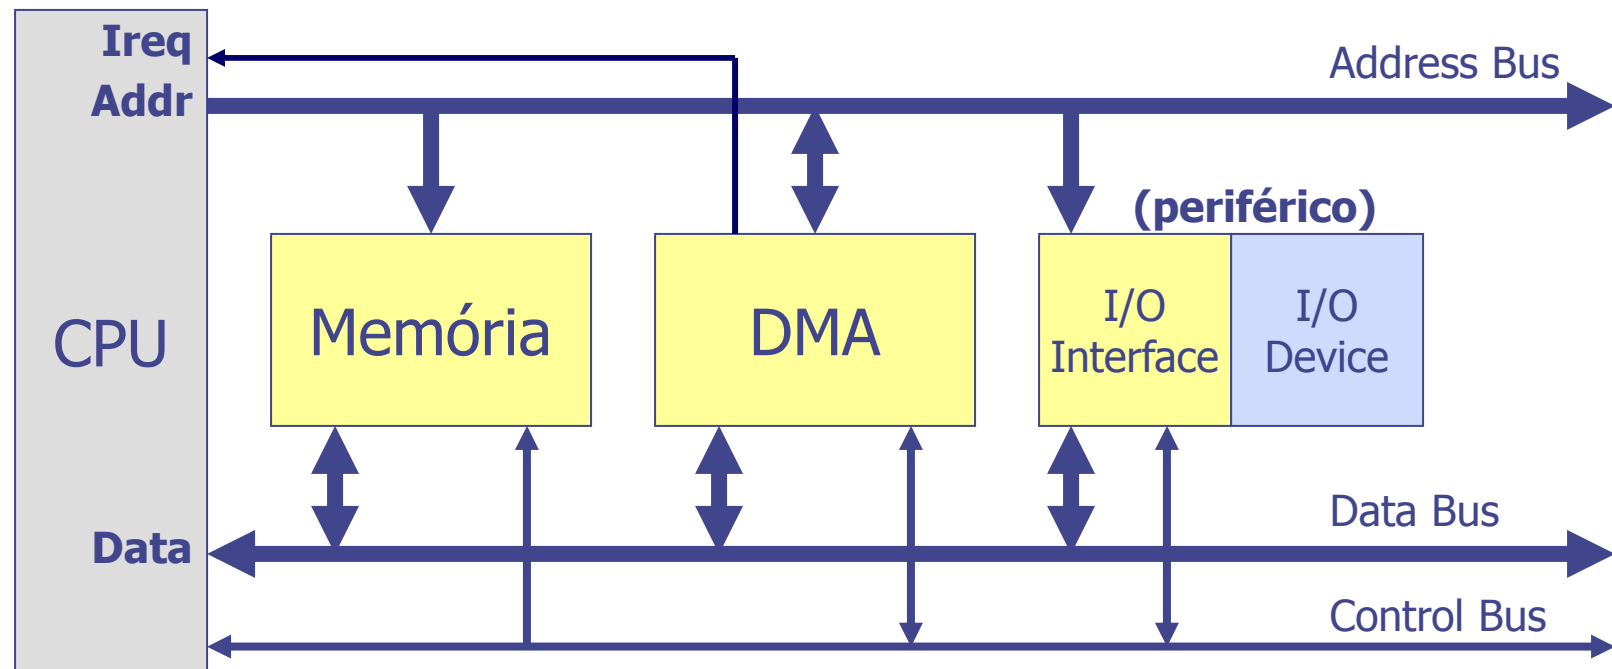 Ireq
Address Bus
Addr
(periférico)
CPU
Memória
DMA
I/O
Interface
I/O
Device
Data Bus
Data
Control Bus